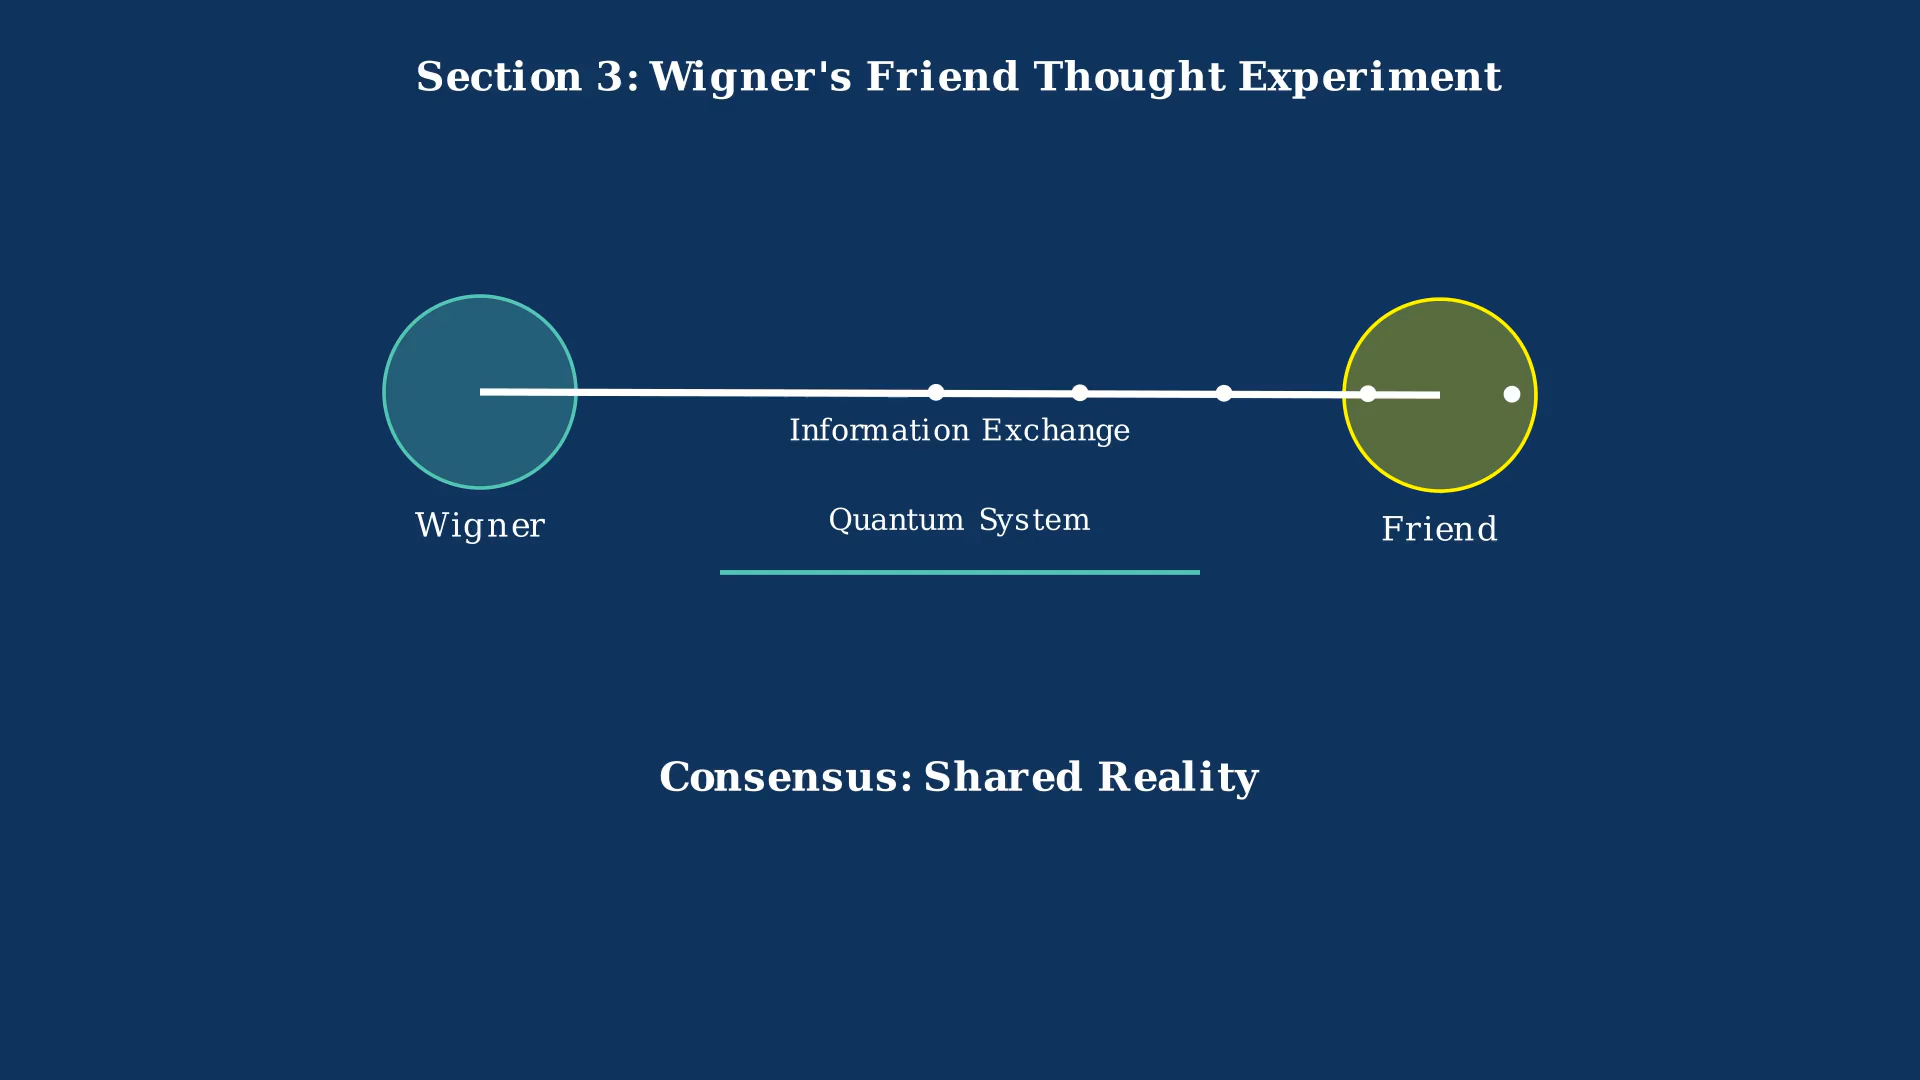 Section 3: Wigner's Friend Thought Experiment
Information Exchange
Quantum System
Wigner
Friend
Consensus: Shared Reality